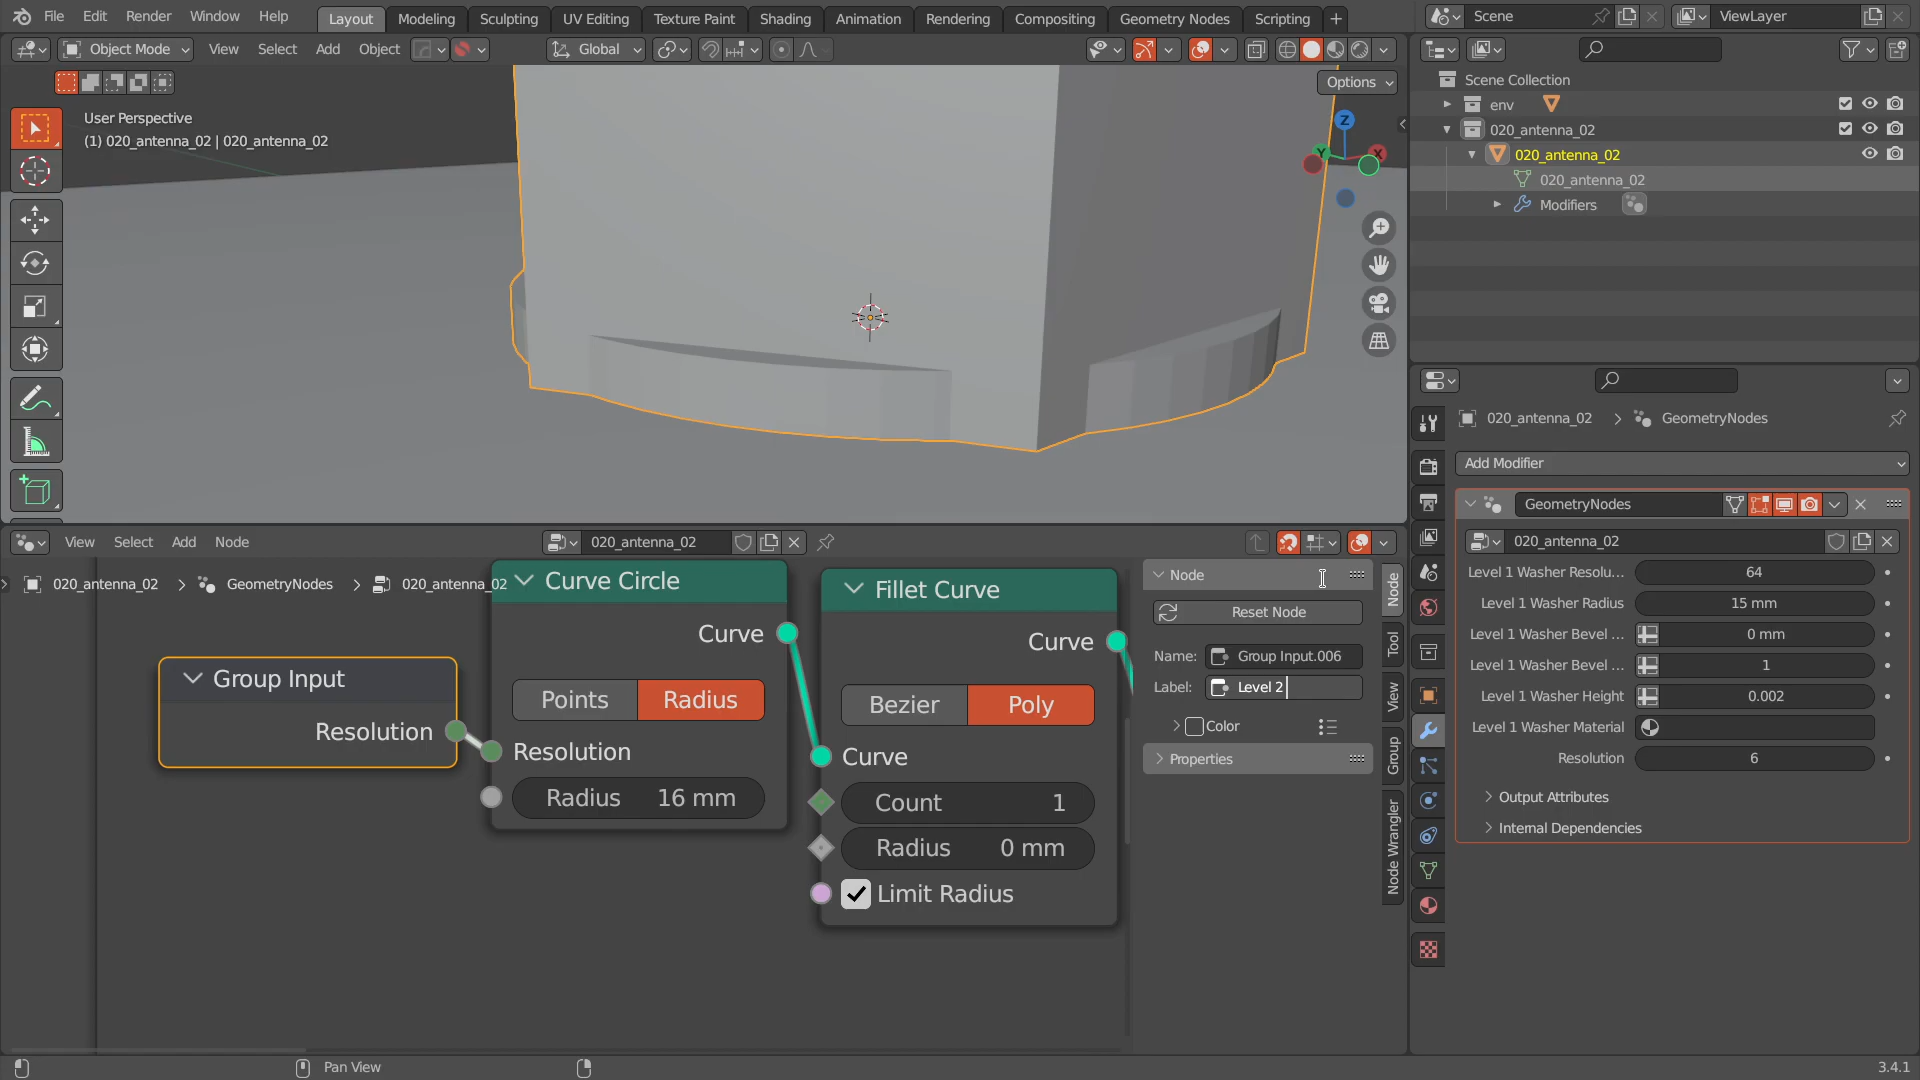 File Edit Render Window Help Layout Modeling Sculpting UV Editing Texture Paint Shading Animation Rendering Compositing Geometry Nodes Scripting + Scene ViewLayer
Object Mode View Select Add Object Global
Options
User Perspective
(1) 020_antenna_02 | 020_antenna_02
Z
Y X
Scene Collection
env
020_antenna_02
020_antenna_02
020_antenna_02
Modifiers
020_antenna_02 > GeometryNodes
Add Modifier
GeometryNodes
020_antenna_02
Level 1 Washer Resolu... 64
Level 1 Washer Radius 15 mm
Level 1 Washer Bevel ... 0 mm
Level 1 Washer Bevel ... 1
Level 1 Washer Height 0.002
Level 1 Washer Material
Resolution 6
Output Attributes
Internal Dependencies
View Select Add Node 020_antenna_02
020_antenna_02 > GeometryNodes > 020_antenna_02
Group Input
Resolution
Curve Circle
Curve
Points Radius
Resolution
Radius 16 mm
Fillet Curve
Curve
Bezier Poly
Curve
Count 1
Radius 0 mm
Limit Radius
Node
Reset Node
Name: Group Input.006
Label: Level 2
Color
Properties
Node
Tool
View
Group
Node Wrangler
Pan View
3.4.1